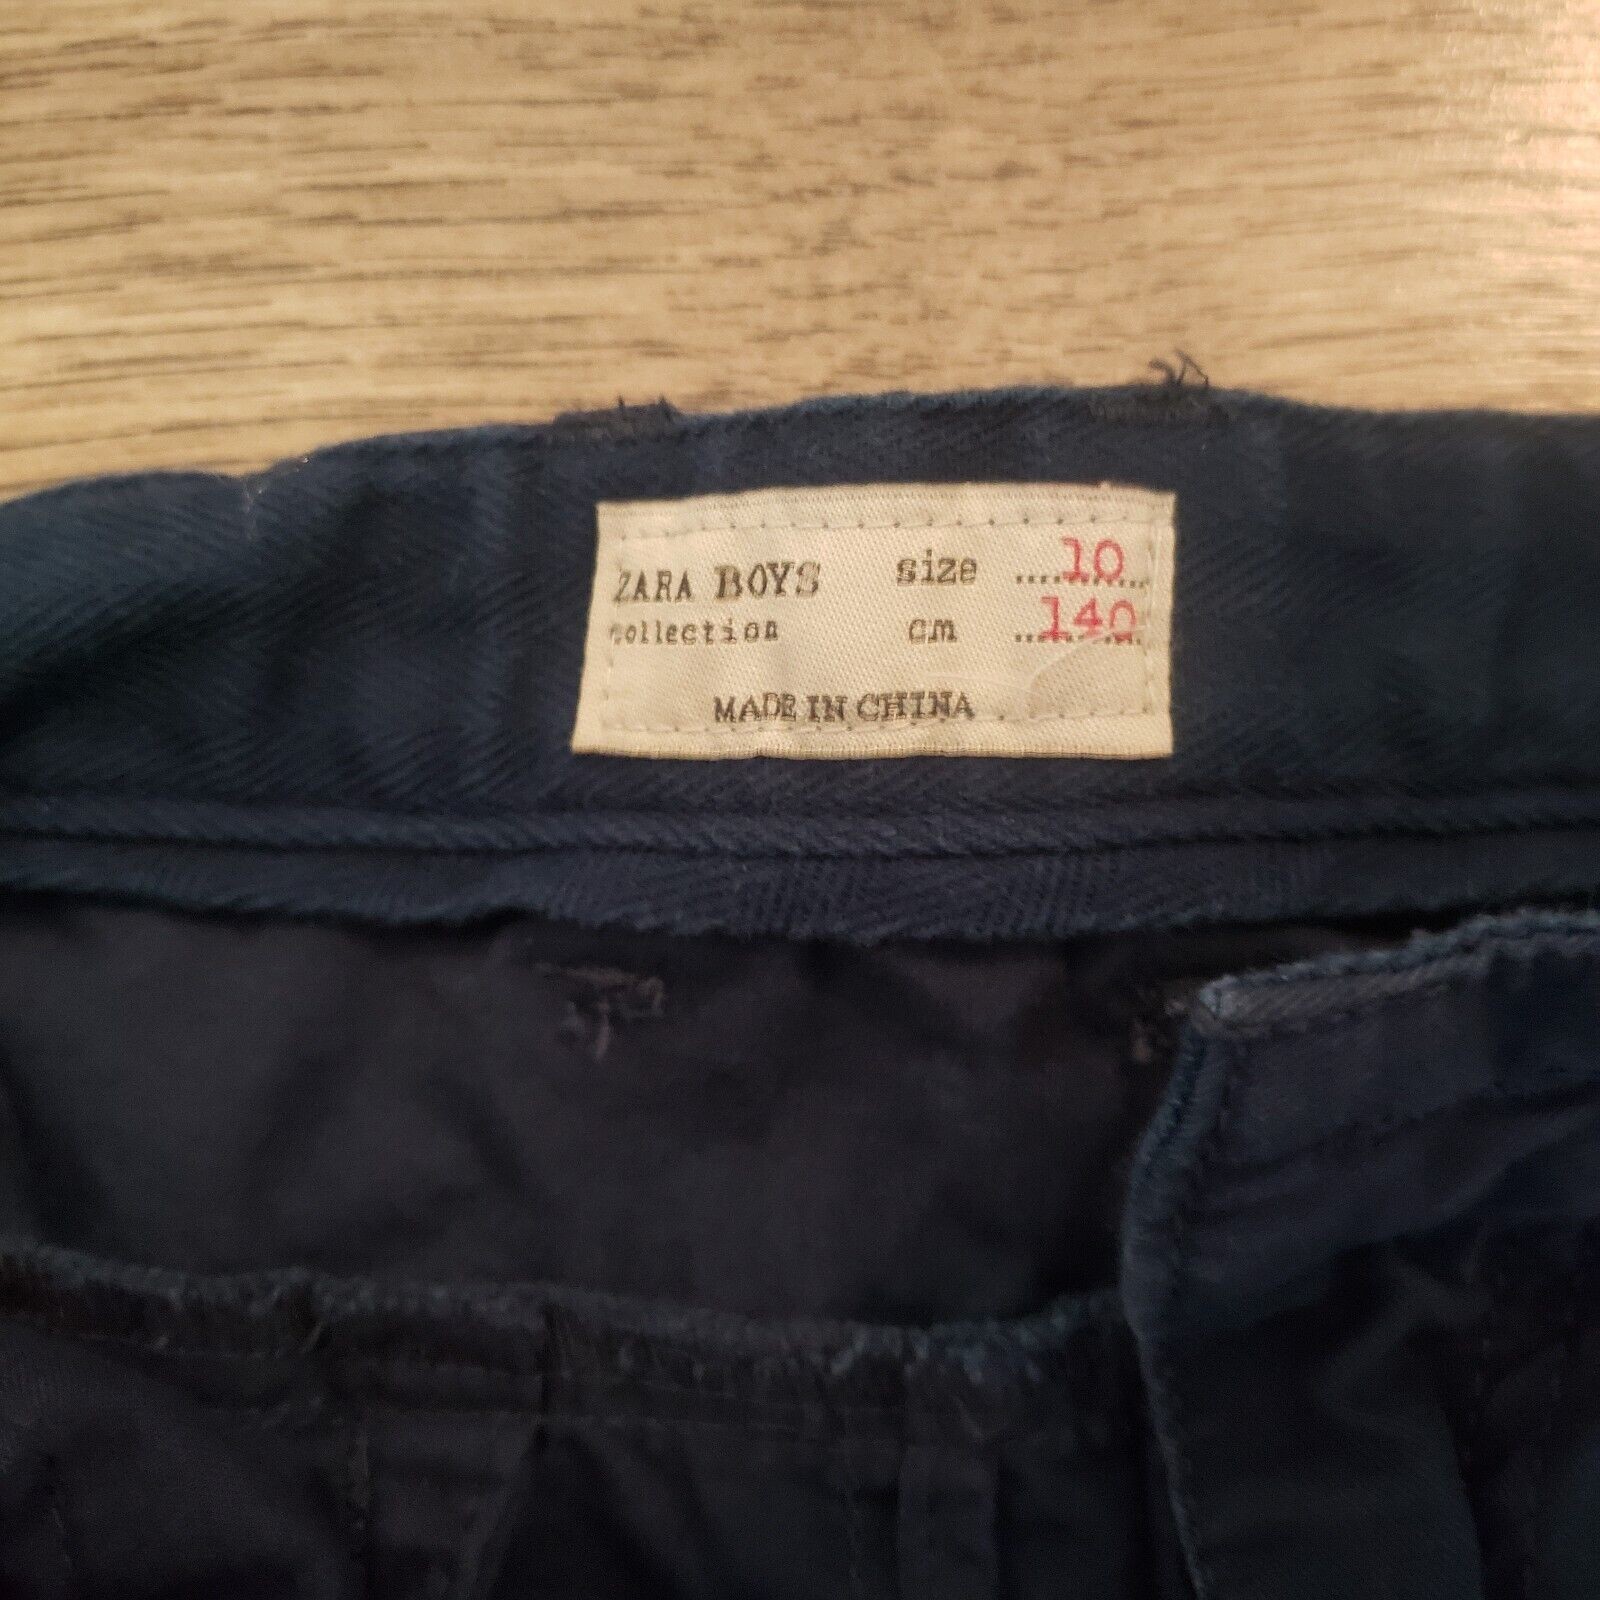 ZARA BOYS size 10
collection cm 140
MADE IN CHINA